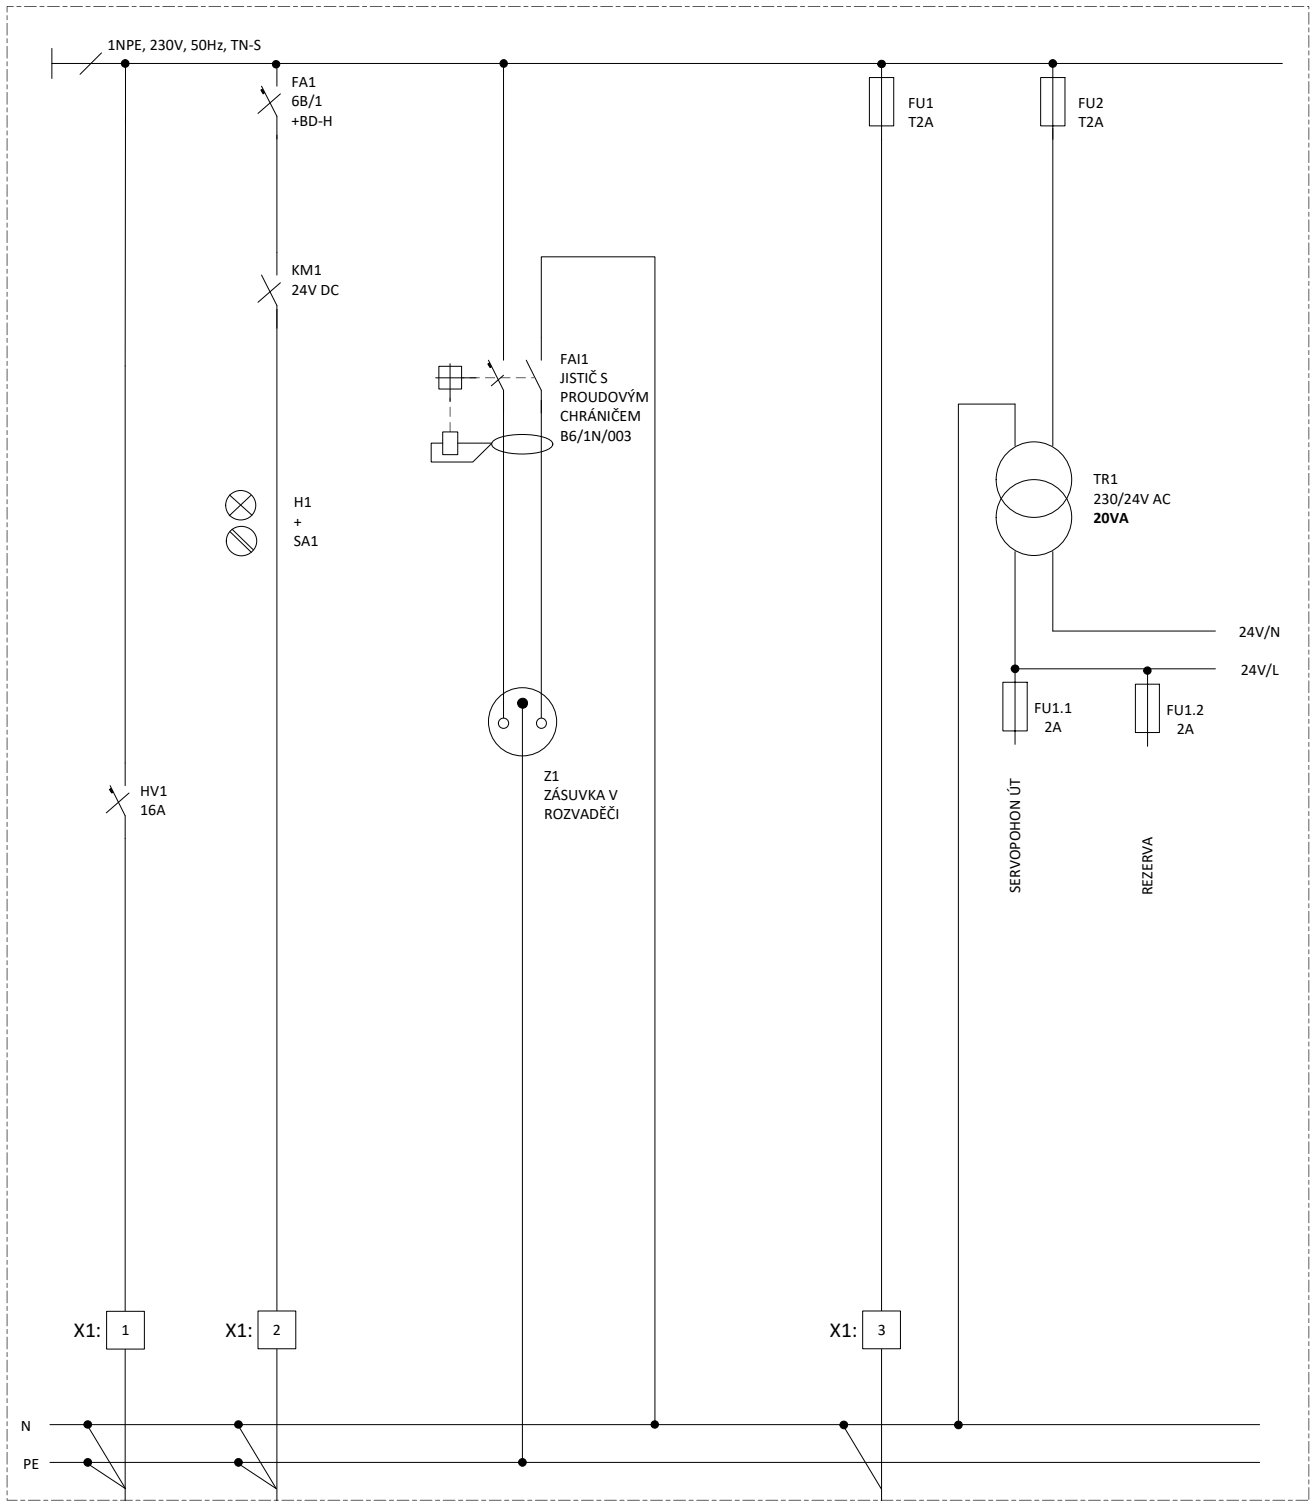 1NPE, 230V, 50Hz, TN-S
FA1
6B/1
+BD-H
FU1
T2A
FU2
T2A
KM1
24V DC
FAI1
JISTIČ S
PROUDOVÝM
CHRÁNIČEM
B6/1N/003
H1
+
SA1
TR1
230/24V AC
20VA
24V/N
24V/L
FU1.1
2A
FU1.2
2A
Z1
ZÁSUVKA V
ROZVADĚČI
HV1
16A
SERVOPOHON ÚT
REZERVA
X1: 1
X1: 2
X1: 3
N
PE